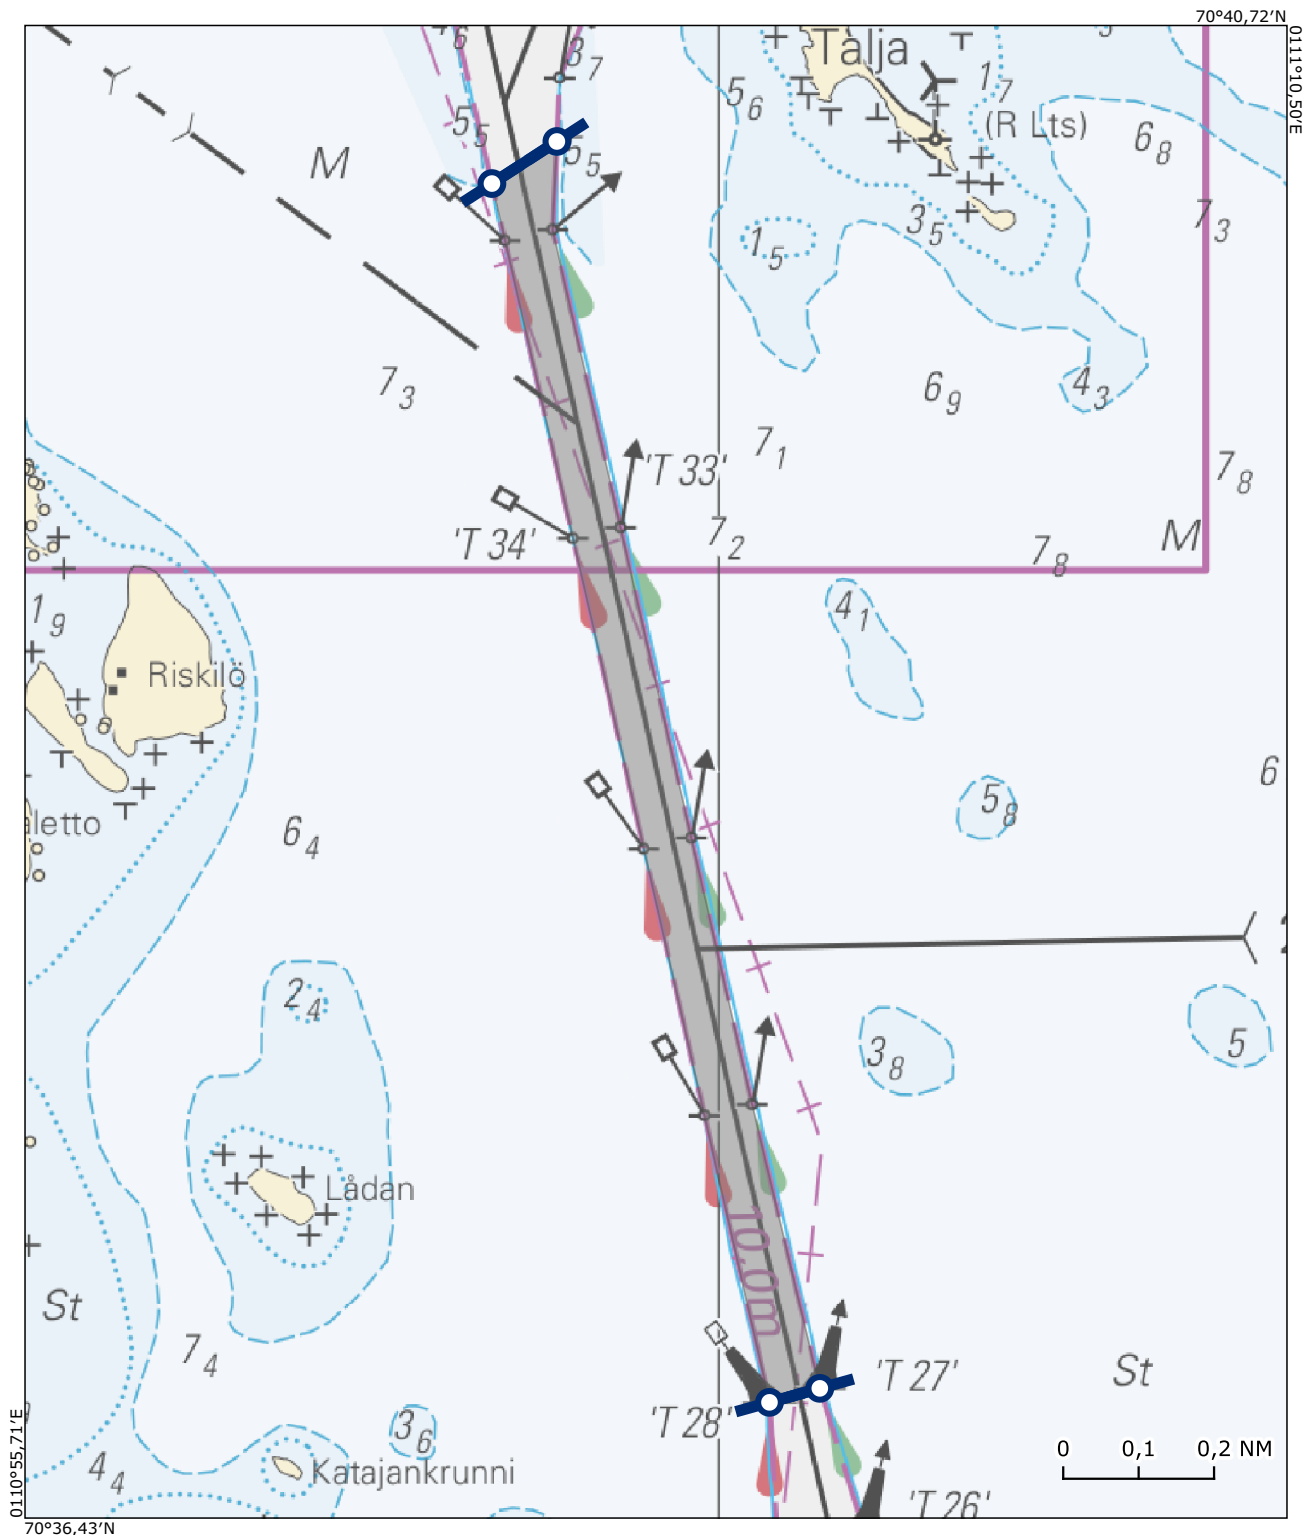 70°40,72’N
0111°10,50’E
Talja
(R Lts)
5 6
1 7
6 8
5 5
5 5
3 7
M
7 3
3 5
1 5
7 3
6 9
4 3
7 1
7 8
'T 33'
'T 34'
7 2
7 8
M
1 9
4 1
Riskilö
6
5 8
aletto
6 4
2 4
3 8
5
Lådan
10,0m
St
7 4
'T 27'
St
'T 28'
3 6
4 4
Katajankrunni
0 0,1 0,2 NM
'T 26'
0110°55,71’E
70°36,43’N